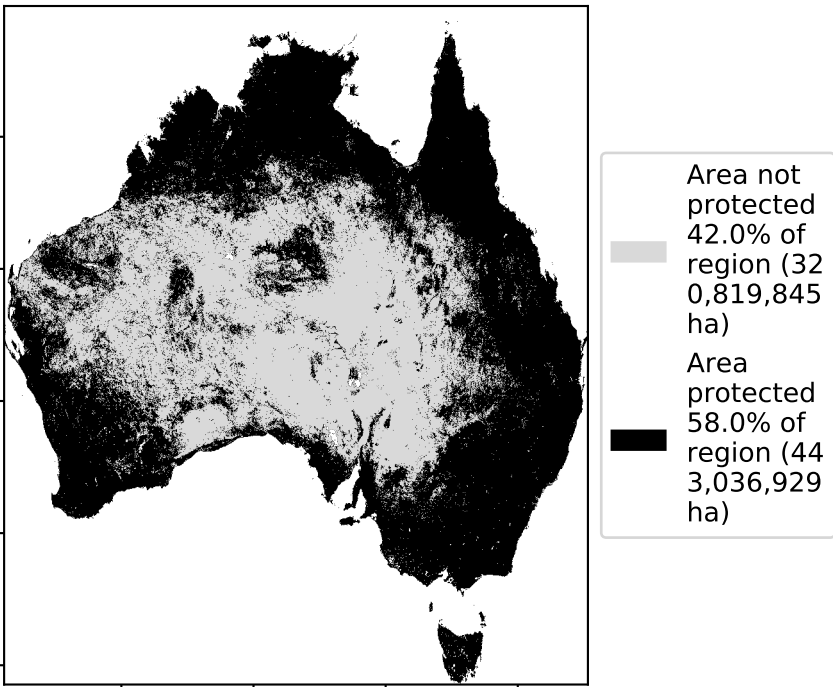 Area not
protected
42.0% of
region (32
0,819,845
ha)
Area
protected
58.0% of
region (44
3,036,929
ha)